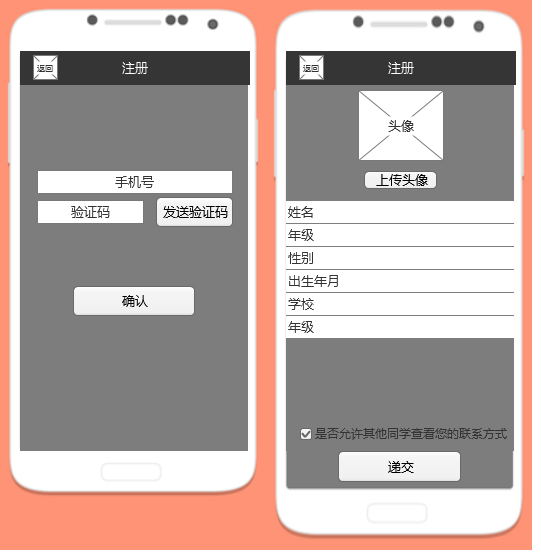 返回
注册
手机号
验证码
发送验证码
确认
返回
注册
头像
上传头像
姓名
年级
性别
出生年月
学校
年级
是否允许其他同学查看您的联系方式
递交